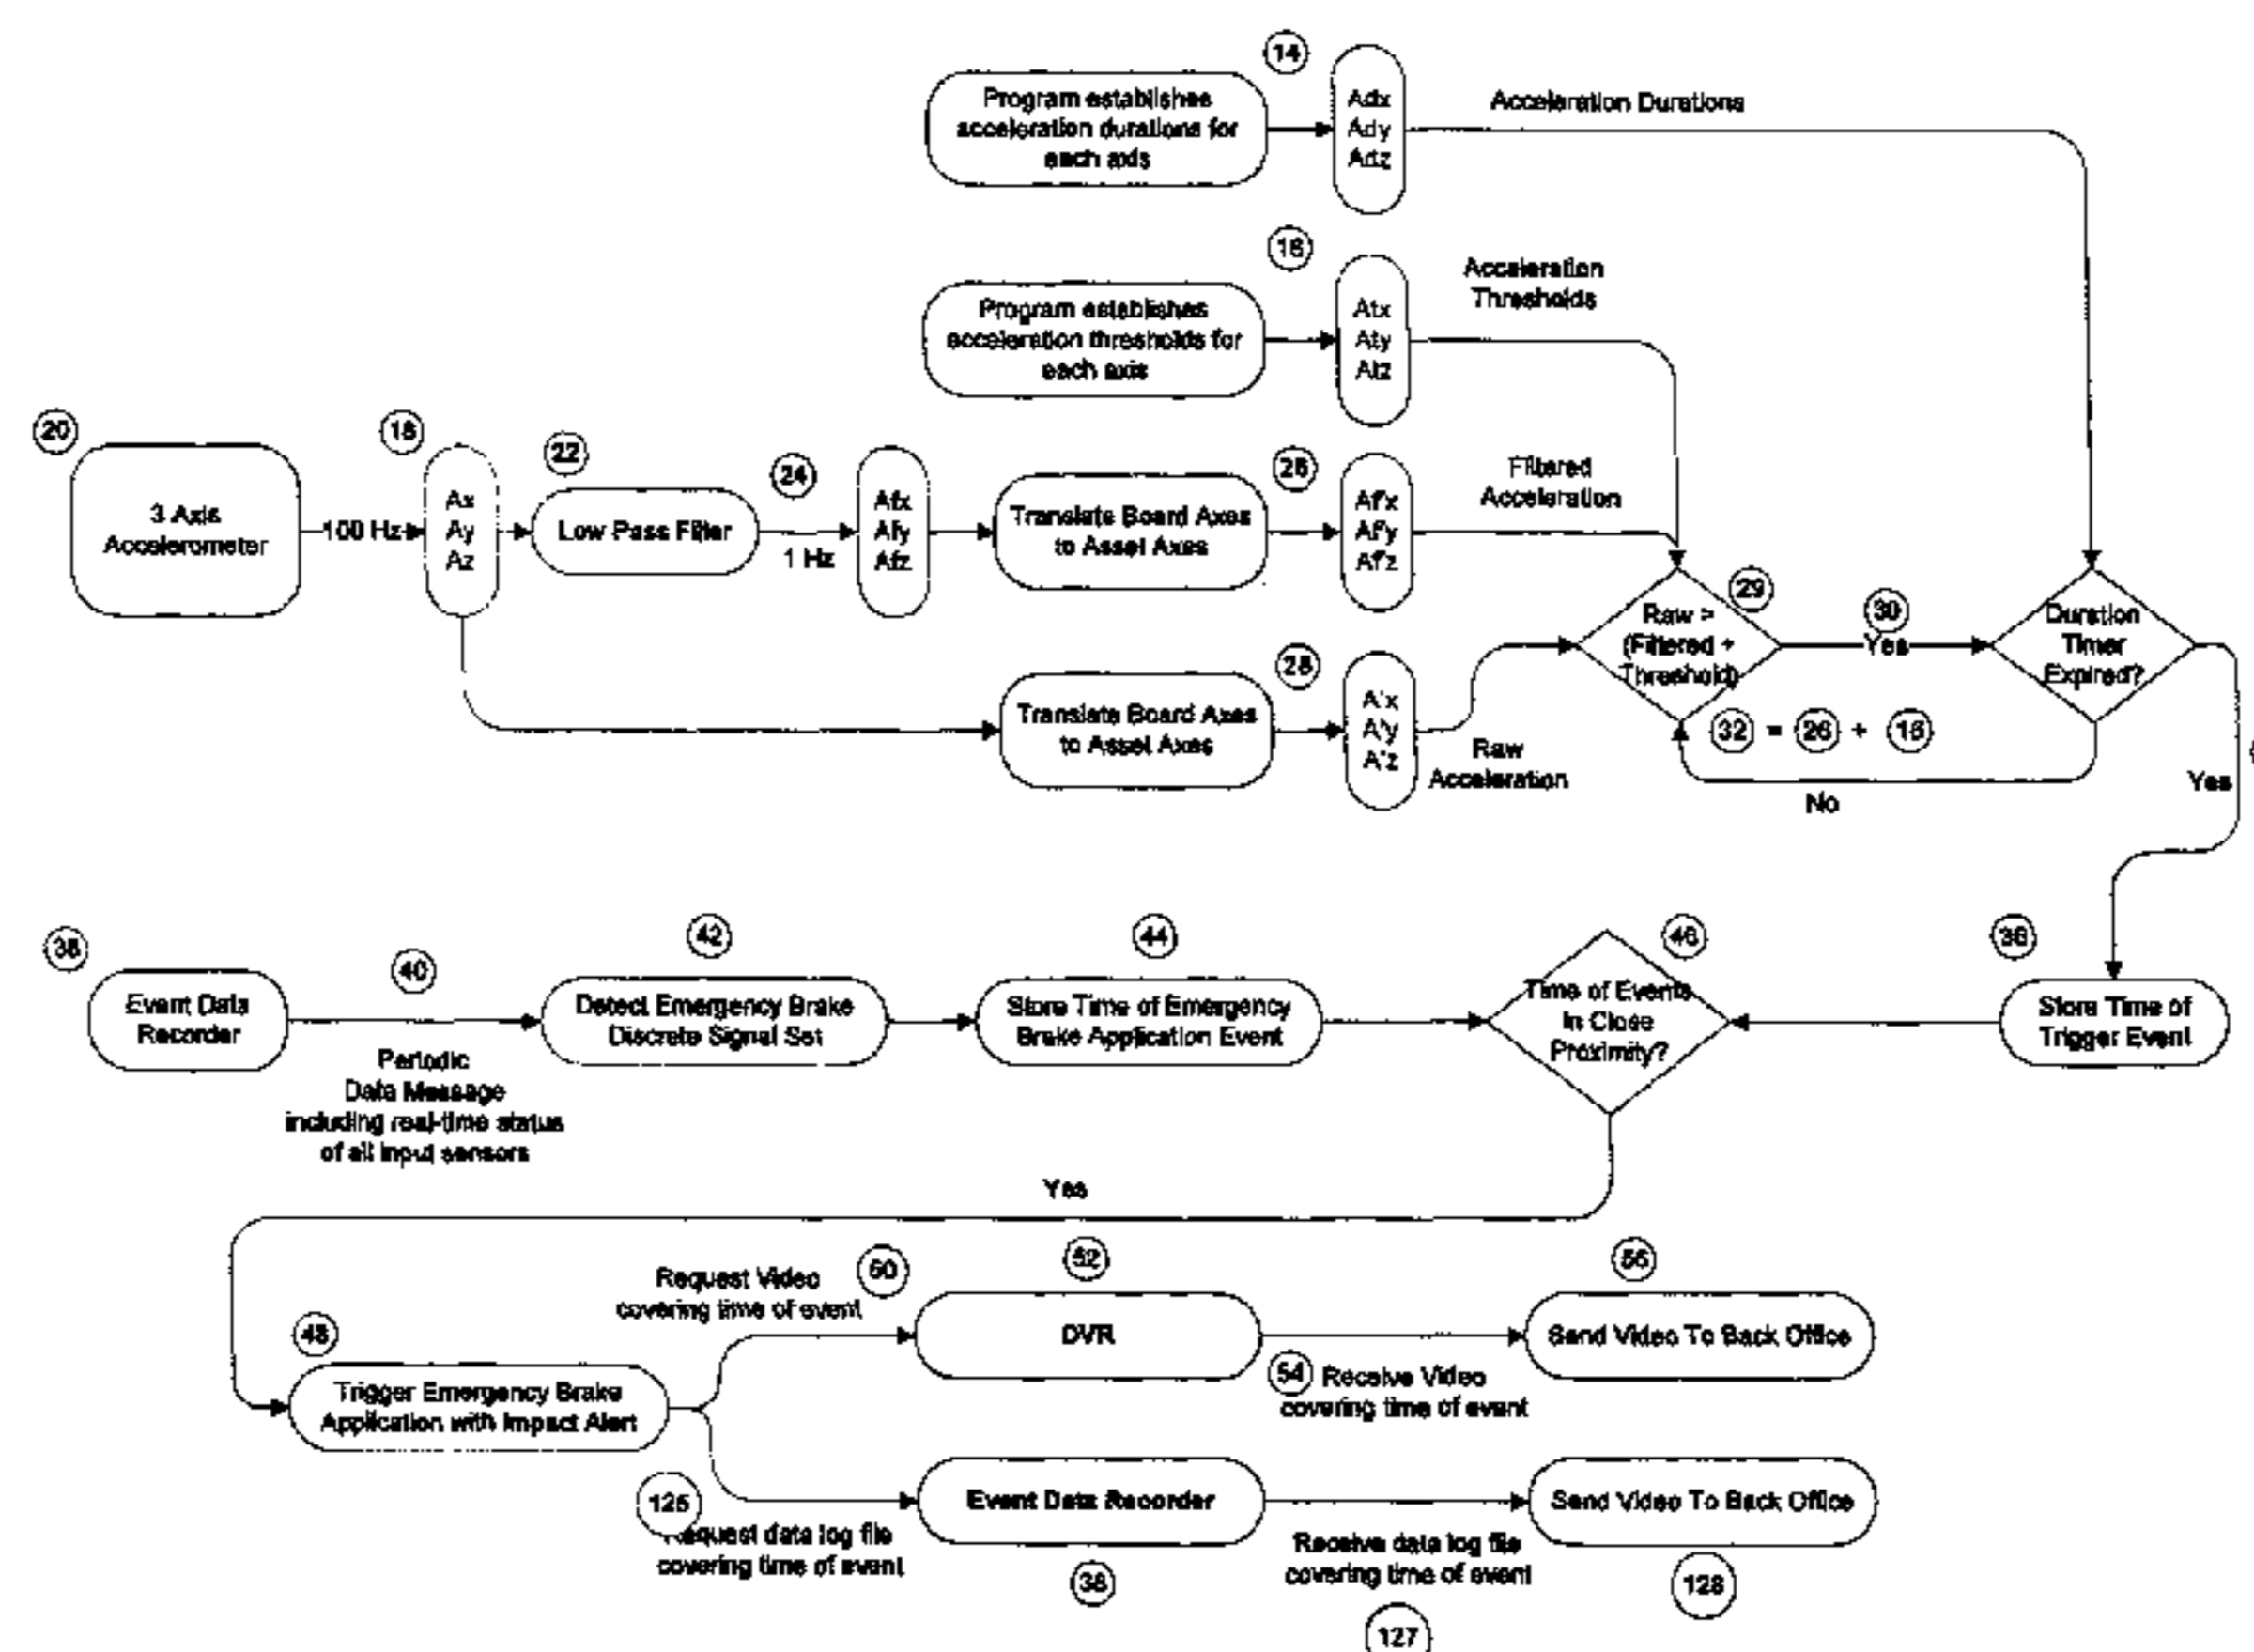 14
Program establishes
acceleration durations for
each axis
Adx
Ady
Adz
Acceleration Durations
16
Program establishes
acceleration thresholds for
each axis
Atx
Aty
Atz
Acceleration
Thresholds
20
3 Axis
Accelerometer
100 Hz
18
Ax
Ay
Az
22
Low Pass Filter
24
1 Hz
Afx
Afy
Afz
Translate Board Axes
to Asset Axes
26
Af'x
Af'y
Af'z
Filtered
Acceleration
Translate Board Axes
to Asset Axes
28
A'x
A'y
A'z
Raw
Acceleration
29
Raw >
(Filtered +
Threshold)
30
Yes
Duration
Timer
Expired?
32 = 26 + 16
No
Yes
38
Event Data
Recorder
40
Periodic
Data Message
including real-time status
of all input sensors
42
Detect Emergency Brake
Discrete Signal Set
44
Store Time of Emergency
Brake Application Event
46
Time of Events
In Close
Proximity?
36
Store Time of
Trigger Event
Yes
48
Trigger Emergency Brake
Application with Impact Alert
Request Video
covering time of event
50
52
DVR
54
Receive Video
covering time of event
56
Send Video To Back Office
125
Request data log file
covering time of event
Event Data Recorder
38
Receive data log file
covering time of event
127
Send Video To Back Office
128